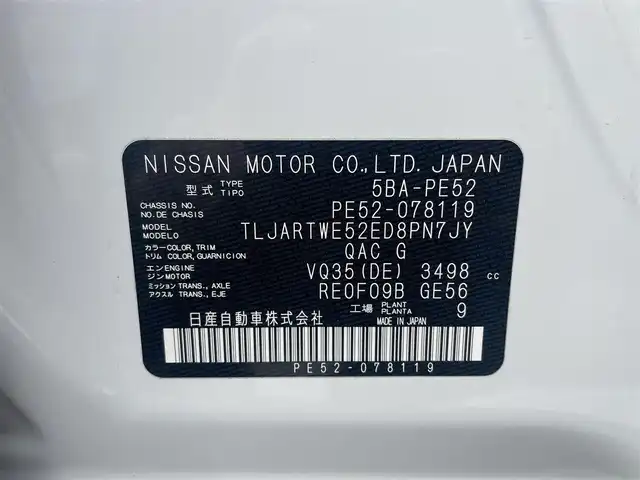 NISSAN MOTOR CO.,LTD. JAPAN
型式 TYPE TIPO 5BA-PE52
CHASSIS NO. NO DE CHASIS PE52-078119
MODEL MODELO TLJARTWE52ED8PN7JY
カラー COLOR, TRIM トリム COLOR, GUARNICION QAC G
エンジン ENGINE MOTOR VQ35(DE) 3498 cc
ミッション TRANS., AXLE アクスル TRANS., EJE RE0F09B GE56
工場 PLANT PLANTA 9
日産自動車株式会社 MADE IN JAPAN
PE52-078119